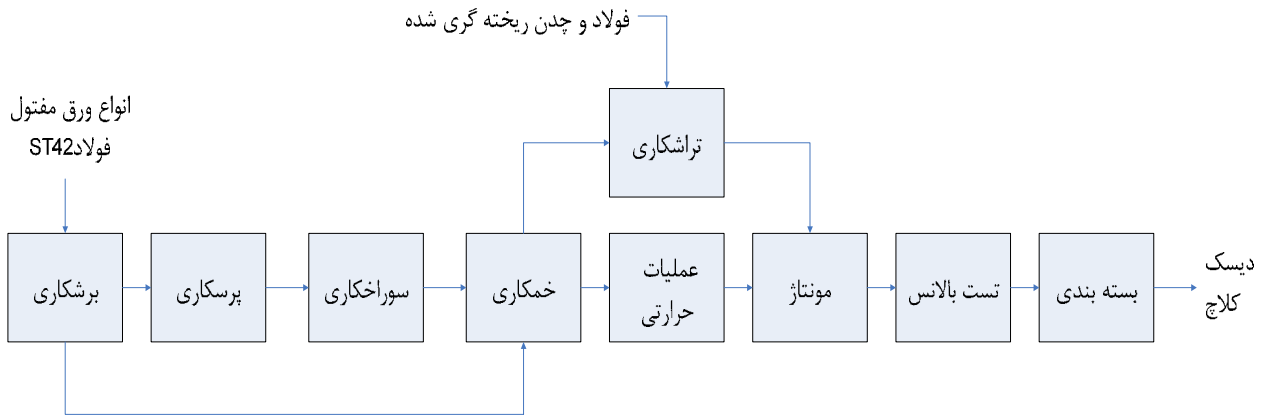 فولاد و چدن ریخته گری شده
انواع ورق مفتول
فولادST42
تراشکاری
برشکاری
پرسکاری
سوراخکاری
خمکاری
عملیات
حرارتی
مونتاژ
تست بالانس
بسته بندی
دیسک
کلاچ